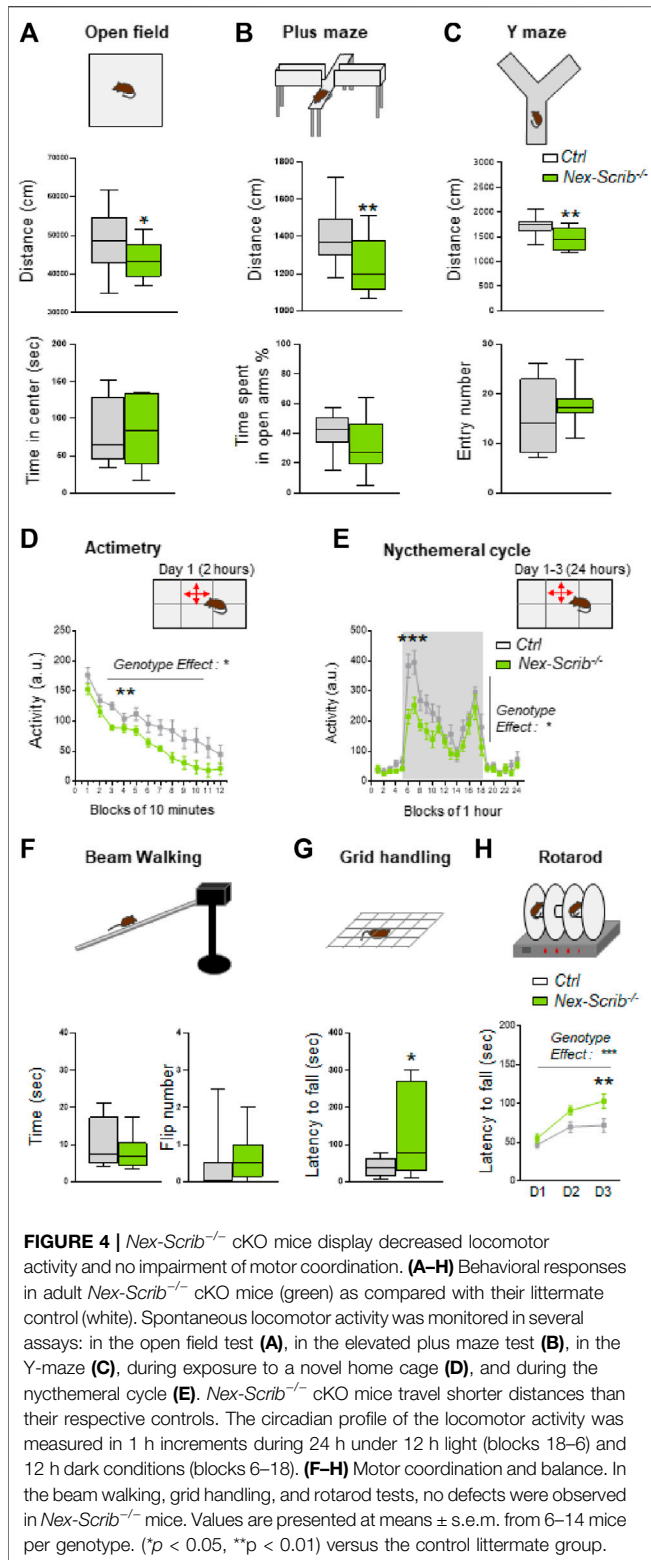 A Open field
B Plus maze
C Y maze
Ctrl
Nex-Scrib-/-
Distance (cm)
70000
60000
50000
40000
30000
*
Distance (cm)
1800
1600
1400
1200
1000
**
Distance (cm)
3000
2500
2000
1500
1000
500
0
**
Time in center (sec)
200
150
100
50
0
Time spent
in open arms %
100
80
60
40
20
0
Entry number
30
20
10
0
D Actimetry
Day 1 (2 hours)
Activity (a.u.)
250
200
150
100
50
0
Genotype Effect : *
**
1 2 3 4 5 6 7 8 9 10 11 12
Blocks of 10 minutes
E Nycthemeral cycle
Day 1-3 (24 hours)
Ctrl
Nex-Scrib-/-
Activity (a.u.)
500
400
300
200
100
0
***
Genotype
Effect : *
0 2 4 6 8 10 12 14 16 18 20 22 24
Blocks of 1 hour
F Beam Walking
Time (sec)
40
30
20
10
0
Flip number
4
3
2
1
0
G Grid handling
Latency to fall (sec)
400
300
200
100
0
*
H Rotarod
Ctrl
Nex-Scrib-/-
Latency to fall (sec)
200
150
100
50
0
Genotype
Effect : ***
**
D1 D2 D3
FIGURE 4 | Nex-Scrib−/− cKO mice display decreased locomotor
activity and no impairment of motor coordination. (A–H) Behavioral responses
in adult Nex-Scrib−/− cKO mice (green) as compared with their littermate
control (white). Spontaneous locomotor activity was monitored in several
assays: in the open field test (A), in the elevated plus maze test (B), in the
Y-maze (C), during exposure to a novel home cage (D), and during the
nycthemeral cycle (E). Nex-Scrib−/− cKO mice travel shorter distances than
their respective controls. The circadian profile of the locomotor activity was
measured in 1 h increments during 24 h under 12 h light (blocks 18–6) and
12 h dark conditions (blocks 6–18). (F–H) Motor coordination and balance. In
the beam walking, grid handling, and rotarod tests, no defects were observed
in Nex-Scrib−/− mice. Values are presented at means ± s.e.m. from 6–14 mice
per genotype. (*p < 0.05, **p < 0.01) versus the control littermate group.